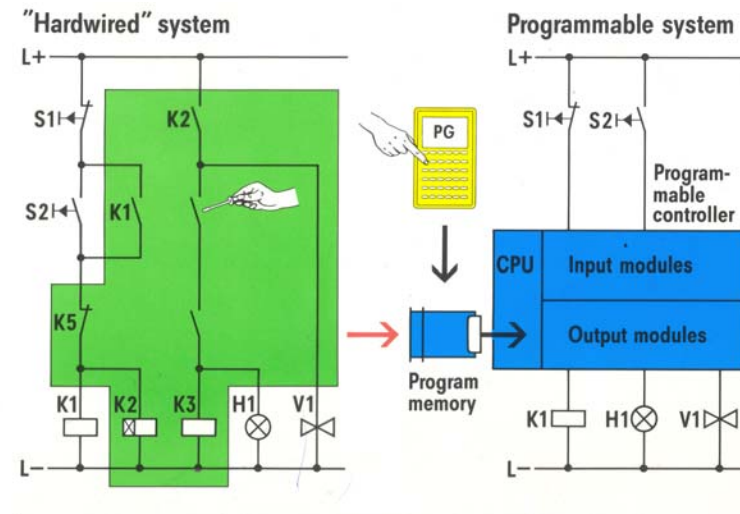 "Hardwired" system
L+
S1
K2
S2
K1
K5
K1
K2
K3
H1
V1
L–
PG
Program
memory
Programmable system
L+
S1
S2
Program-
mable
controller
CPU
Input modules
Output modules
K1
H1
V1
L–